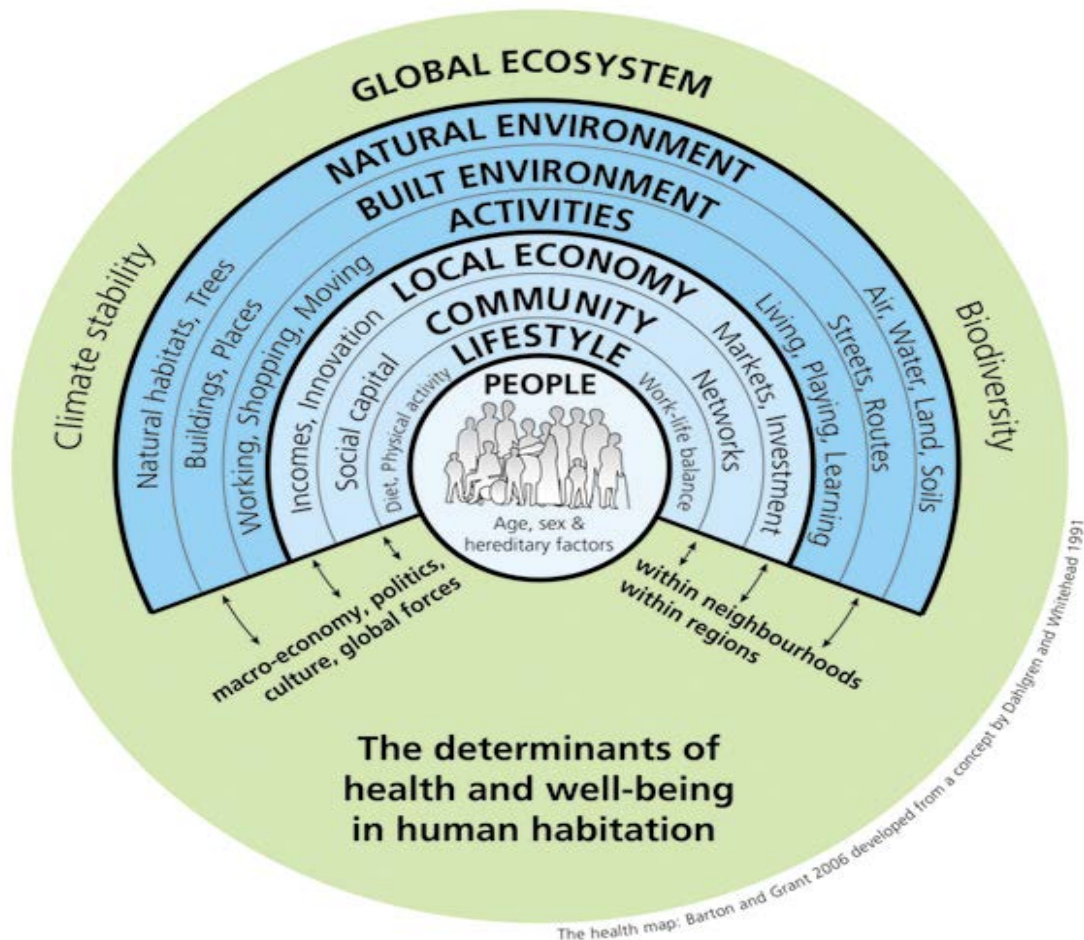 GLOBAL ECOSYSTEM
NATURAL ENVIRONMENT
BUILT ENVIRONMENT
ACTIVITIES
LOCAL ECONOMY
COMMUNITY
LIFESTYLE
PEOPLE
Age, sex &
hereditary factors
Climate stability
Natural habitats, Trees
Buildings, Places
Working, Shopping, Moving
Incomes, Innovation
Social capital
Diet, Physical activity
Work-life balance
Networks
Markets, Investment
Living, Playing, Learning
Streets, Routes
Air, Water, Land, Soils
Biodiversity
macro-economy, politics,
culture, global forces
within neighbourhoods
within regions
The determinants of
health and well-being
in human habitation
The health map: Barton and Grant 2006 developed from a concept by Dahlgren and Whitehead 1991